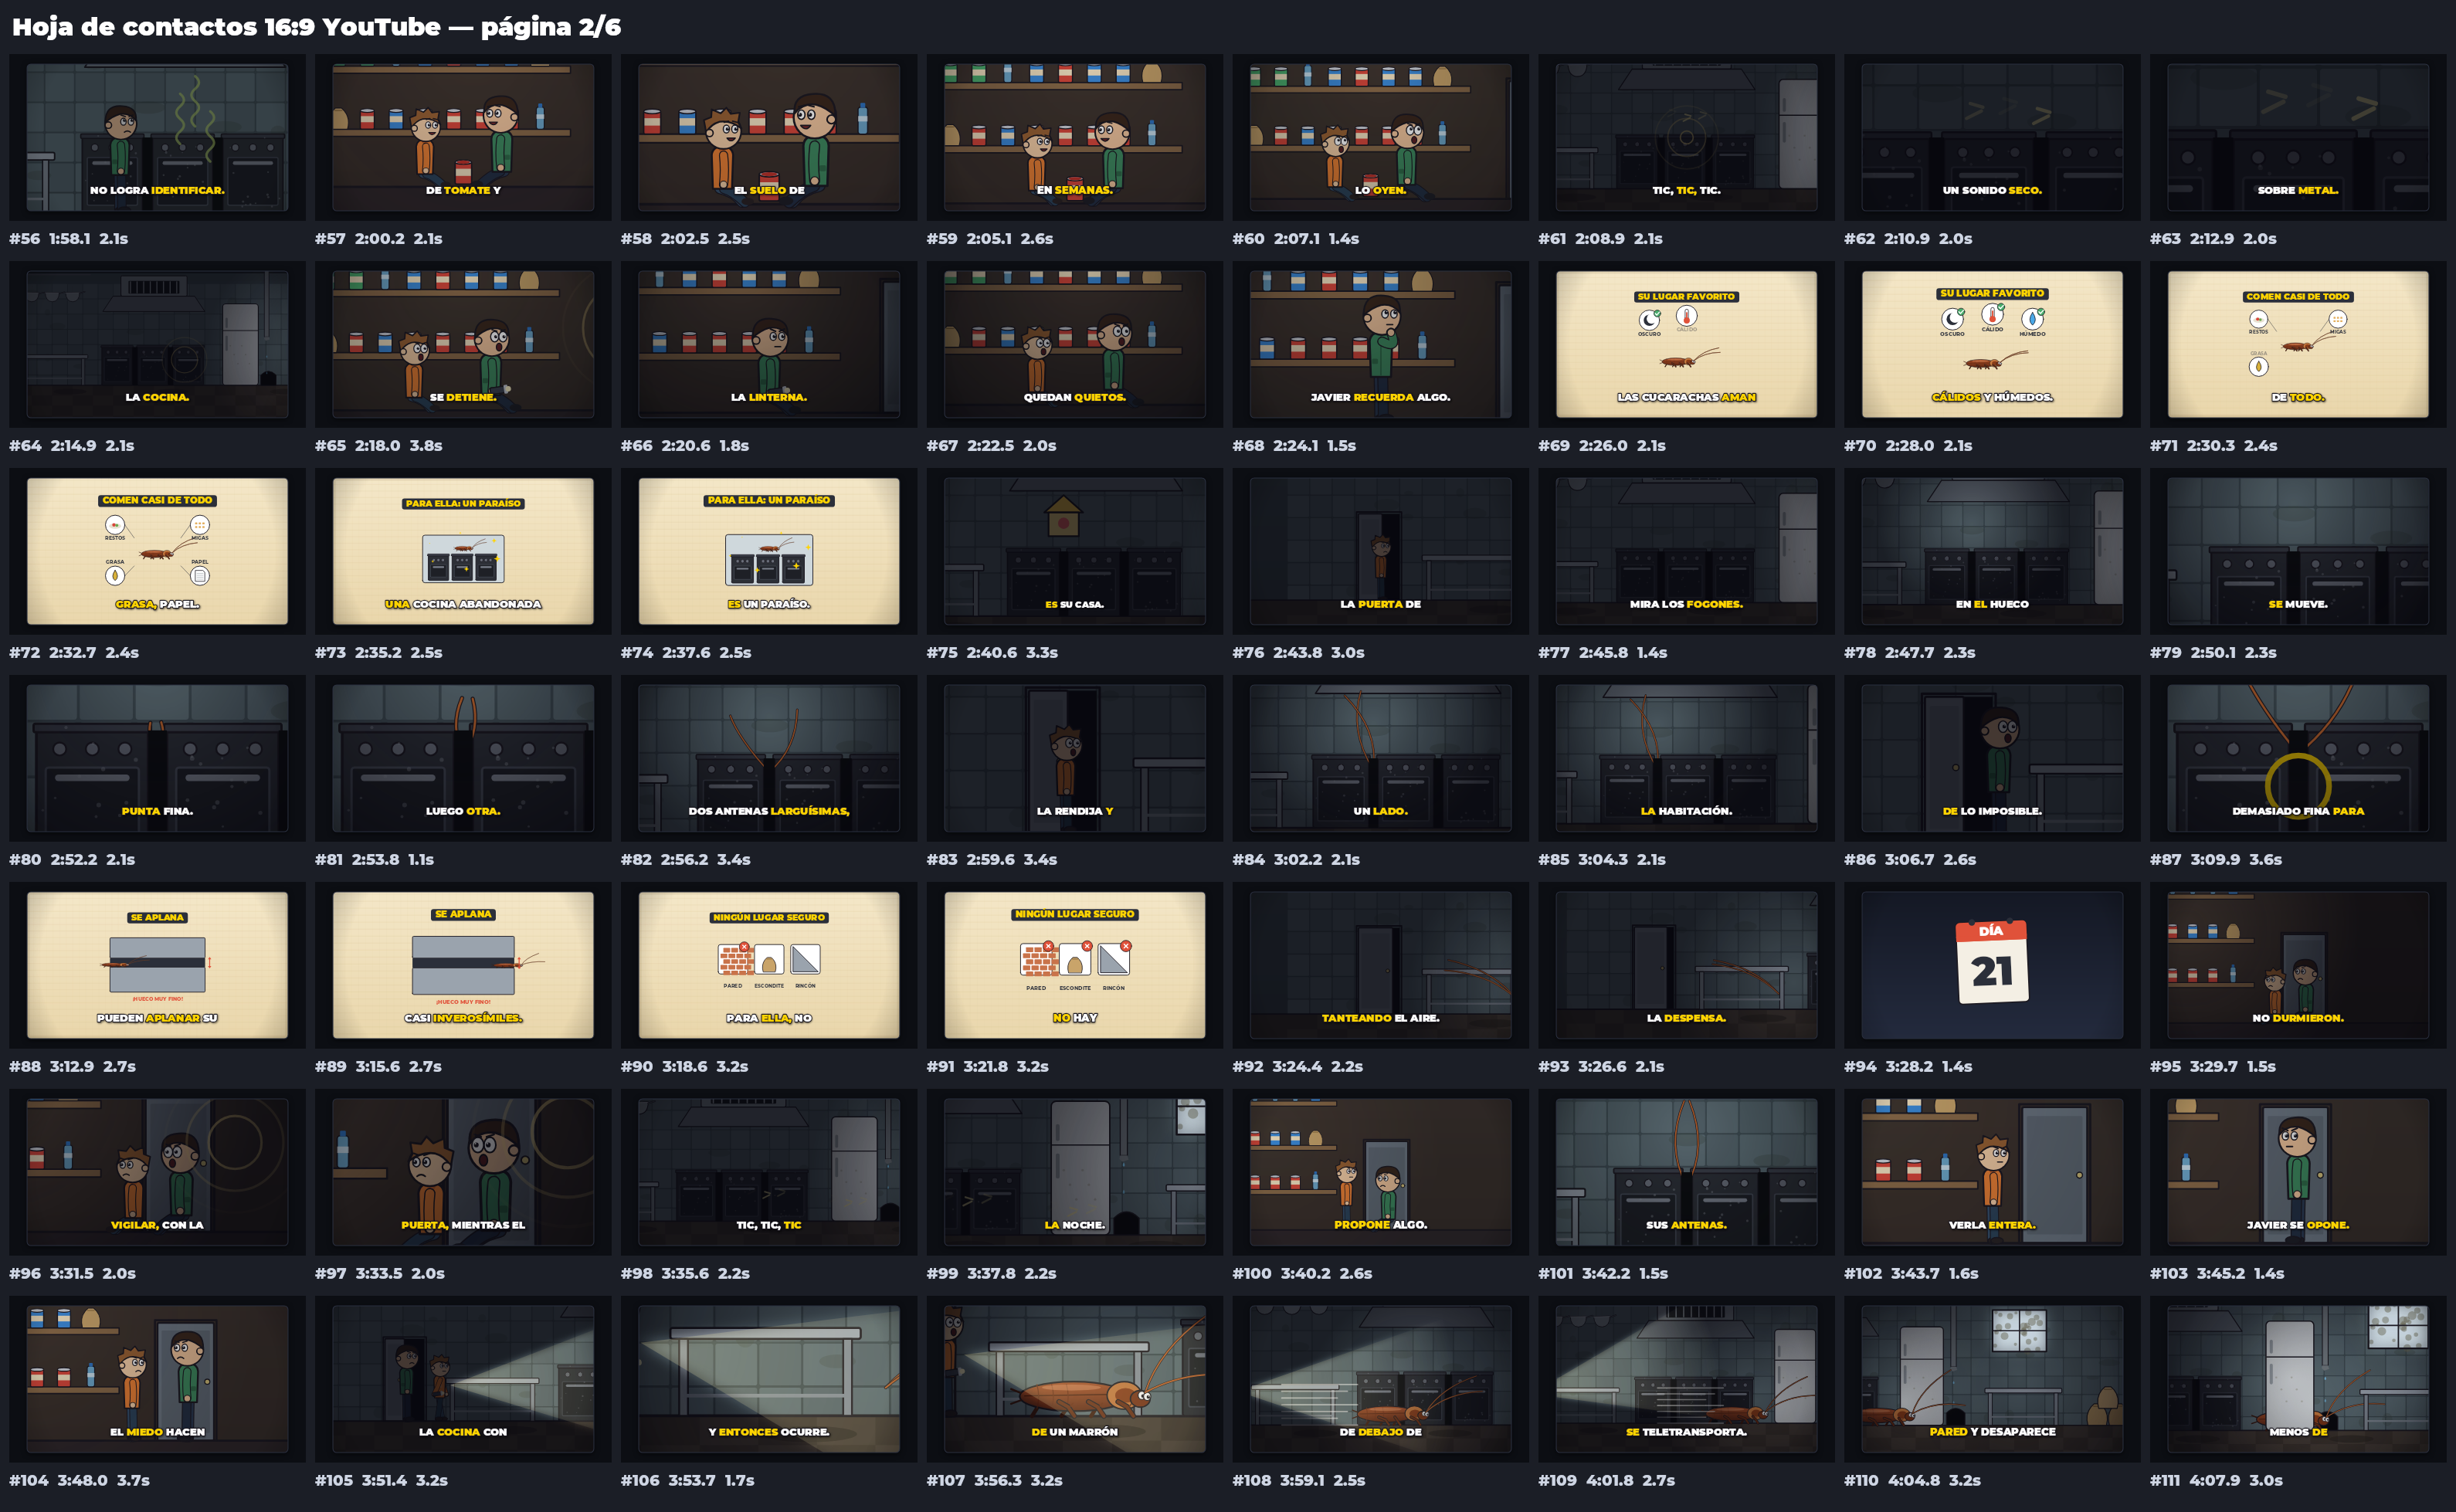 Hoja de contactos 16:9 YouTube — página 2/6
NO LOGRA IDENTIFICAR.
DE TOMATE Y
EL SUELO DE
EN SEMANAS.
LO OYEN.
TIC, TIC, TIC.
UN SONIDO SECO.
SOBRE METAL.
#56 1:58.1 2.1s
#57 2:00.2 2.1s
#58 2:02.5 2.5s
#59 2:05.1 2.6s
#60 2:07.1 1.4s
#61 2:08.9 2.1s
#62 2:10.9 2.0s
#63 2:12.9 2.0s
LA COCINA.
SE DETIENE.
LA LINTERNA.
QUEDAN QUIETOS.
JAVIER RECUERDA ALGO.
SU LUGAR FAVORITO
OSCURO
CÁLIDO
LAS CUCARACHAS AMAN
SU LUGAR FAVORITO
OSCURO
CÁLIDO
HÚMEDO
CÁLIDOS Y HÚMEDOS.
COMEN CASI DE TODO
RESTOS
MIGAS
GRASA
DE TODO.
#64 2:14.9 2.1s
#65 2:18.0 3.8s
#66 2:20.6 1.8s
#67 2:22.5 2.0s
#68 2:24.1 1.5s
#69 2:26.0 2.1s
#70 2:28.0 2.1s
#71 2:30.3 2.4s
COMEN CASI DE TODO
RESTOS
MIGAS
GRASA
PAPEL
GRASA, PAPEL.
PARA ELLA: UN PARAÍSO
UNA COCINA ABANDONADA
PARA ELLA: UN PARAÍSO
ES UN PARAÍSO.
ES SU CASA.
LA PUERTA DE
MIRA LOS FOGONES.
EN EL HUECO
SE MUEVE.
#72 2:32.7 2.4s
#73 2:35.2 2.5s
#74 2:37.6 2.5s
#75 2:40.6 3.3s
#76 2:43.8 3.0s
#77 2:45.8 1.4s
#78 2:47.7 2.3s
#79 2:50.1 2.3s
PUNTA FINA.
LUEGO OTRA.
DOS ANTENAS LARGUÍSIMAS,
LA RENDIJA Y
UN LADO.
LA HABITACIÓN.
DE LO IMPOSIBLE.
DEMASIADO FINA PARA
#80 2:52.2 2.1s
#81 2:53.8 1.1s
#82 2:56.2 3.4s
#83 2:59.6 3.4s
#84 3:02.2 2.1s
#85 3:04.3 2.1s
#86 3:06.7 2.6s
#87 3:09.9 3.6s
SE APLANA
¡HUECO MUY FINO!
PUEDEN APLANAR SU
SE APLANA
¡HUECO MUY FINO!
CASI INVEROSÍMILES.
NINGÚN LUGAR SEGURO
PARED
ESCONDITE
RINCÓN
PARA ELLA, NO
NINGÚN LUGAR SEGURO
PARED
ESCONDITE
RINCÓN
NO HAY
TANTEANDO EL AIRE.
LA DESPENSA.
DÍA
21
NO DURMIERON.
#88 3:12.9 2.7s
#89 3:15.6 2.7s
#90 3:18.6 3.2s
#91 3:21.8 3.2s
#92 3:24.4 2.2s
#93 3:26.6 2.1s
#94 3:28.2 1.4s
#95 3:29.7 1.5s
VIGILAR, CON LA
PUERTA, MIENTRAS EL
TIC, TIC, TIC
LA NOCHE.
PROPONE ALGO.
SUS ANTENAS.
VERLA ENTERA.
JAVIER SE OPONE.
#96 3:31.5 2.0s
#97 3:33.5 2.0s
#98 3:35.6 2.2s
#99 3:37.8 2.2s
#100 3:40.2 2.6s
#101 3:42.2 1.5s
#102 3:43.7 1.6s
#103 3:45.2 1.4s
EL MIEDO HACEN
LA COCINA CON
Y ENTONCES OCURRE.
DE UN MARRÓN
DE DEBAJO DE
SE TELETRANSPORTA.
PARED Y DESAPARECE
MENOS DE
#104 3:48.0 3.7s
#105 3:51.4 3.2s
#106 3:53.7 1.7s
#107 3:56.3 3.2s
#108 3:59.1 2.5s
#109 4:01.8 2.7s
#110 4:04.8 3.2s
#111 4:07.9 3.0s